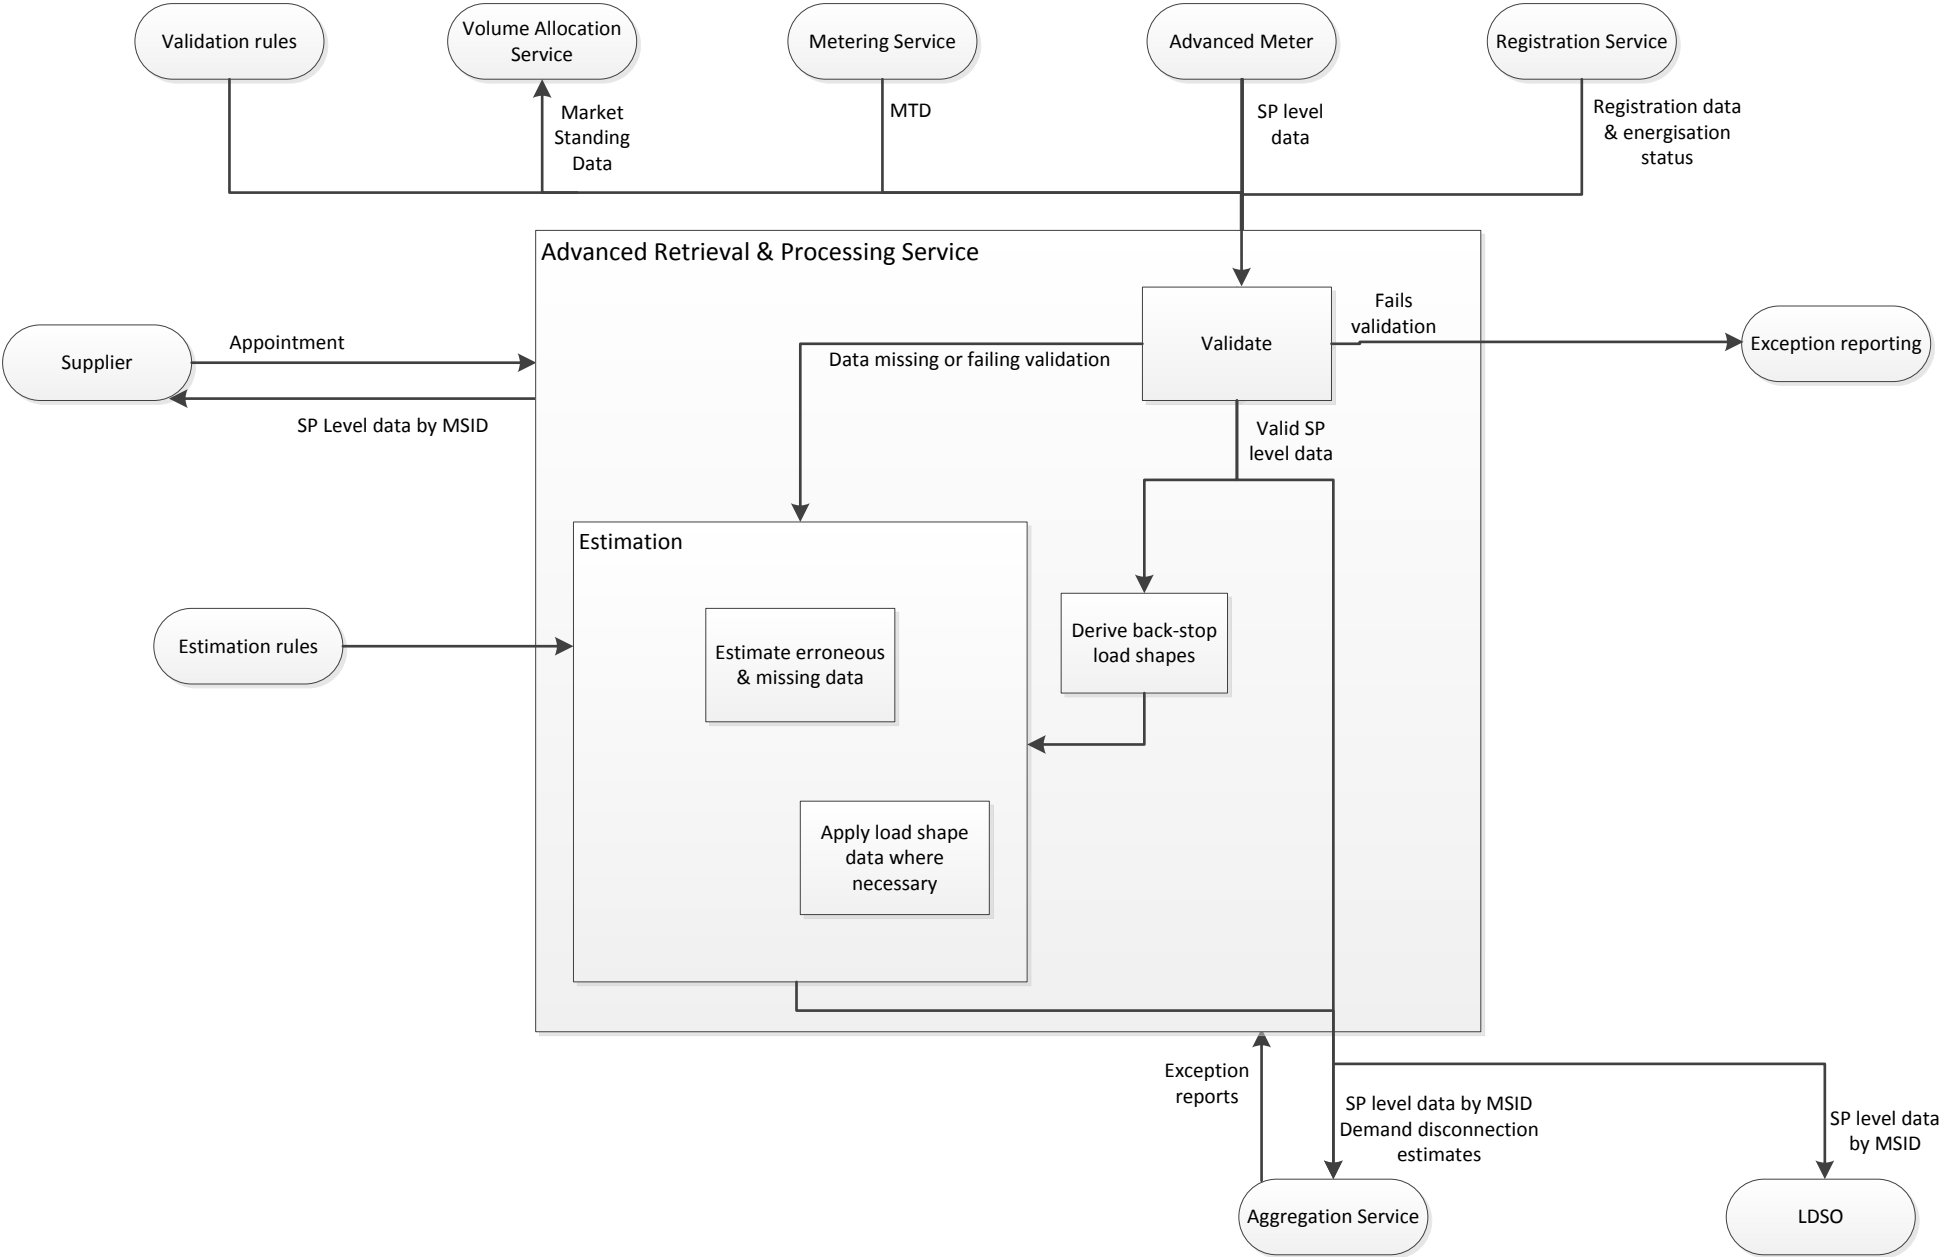 Validation rules
Volume Allocation
Service
Metering Service
Advanced Meter
Registration Service
Market
Standing
Data
MTD
SP level
data
Registration data
& energisation
status
Advanced Retrieval & Processing Service
Supplier
Appointment
SP Level data by MSID
Validate
Fails
validation
Exception reporting
Data missing or failing validation
Valid SP
level data
Estimation
Estimation rules
Estimate erroneous
& missing data
Derive back-stop
load shapes
Apply load shape
data where
necessary
Exception
reports
SP level data by MSID
Demand disconnection
estimates
SP level data
by MSID
Aggregation Service
LDSO